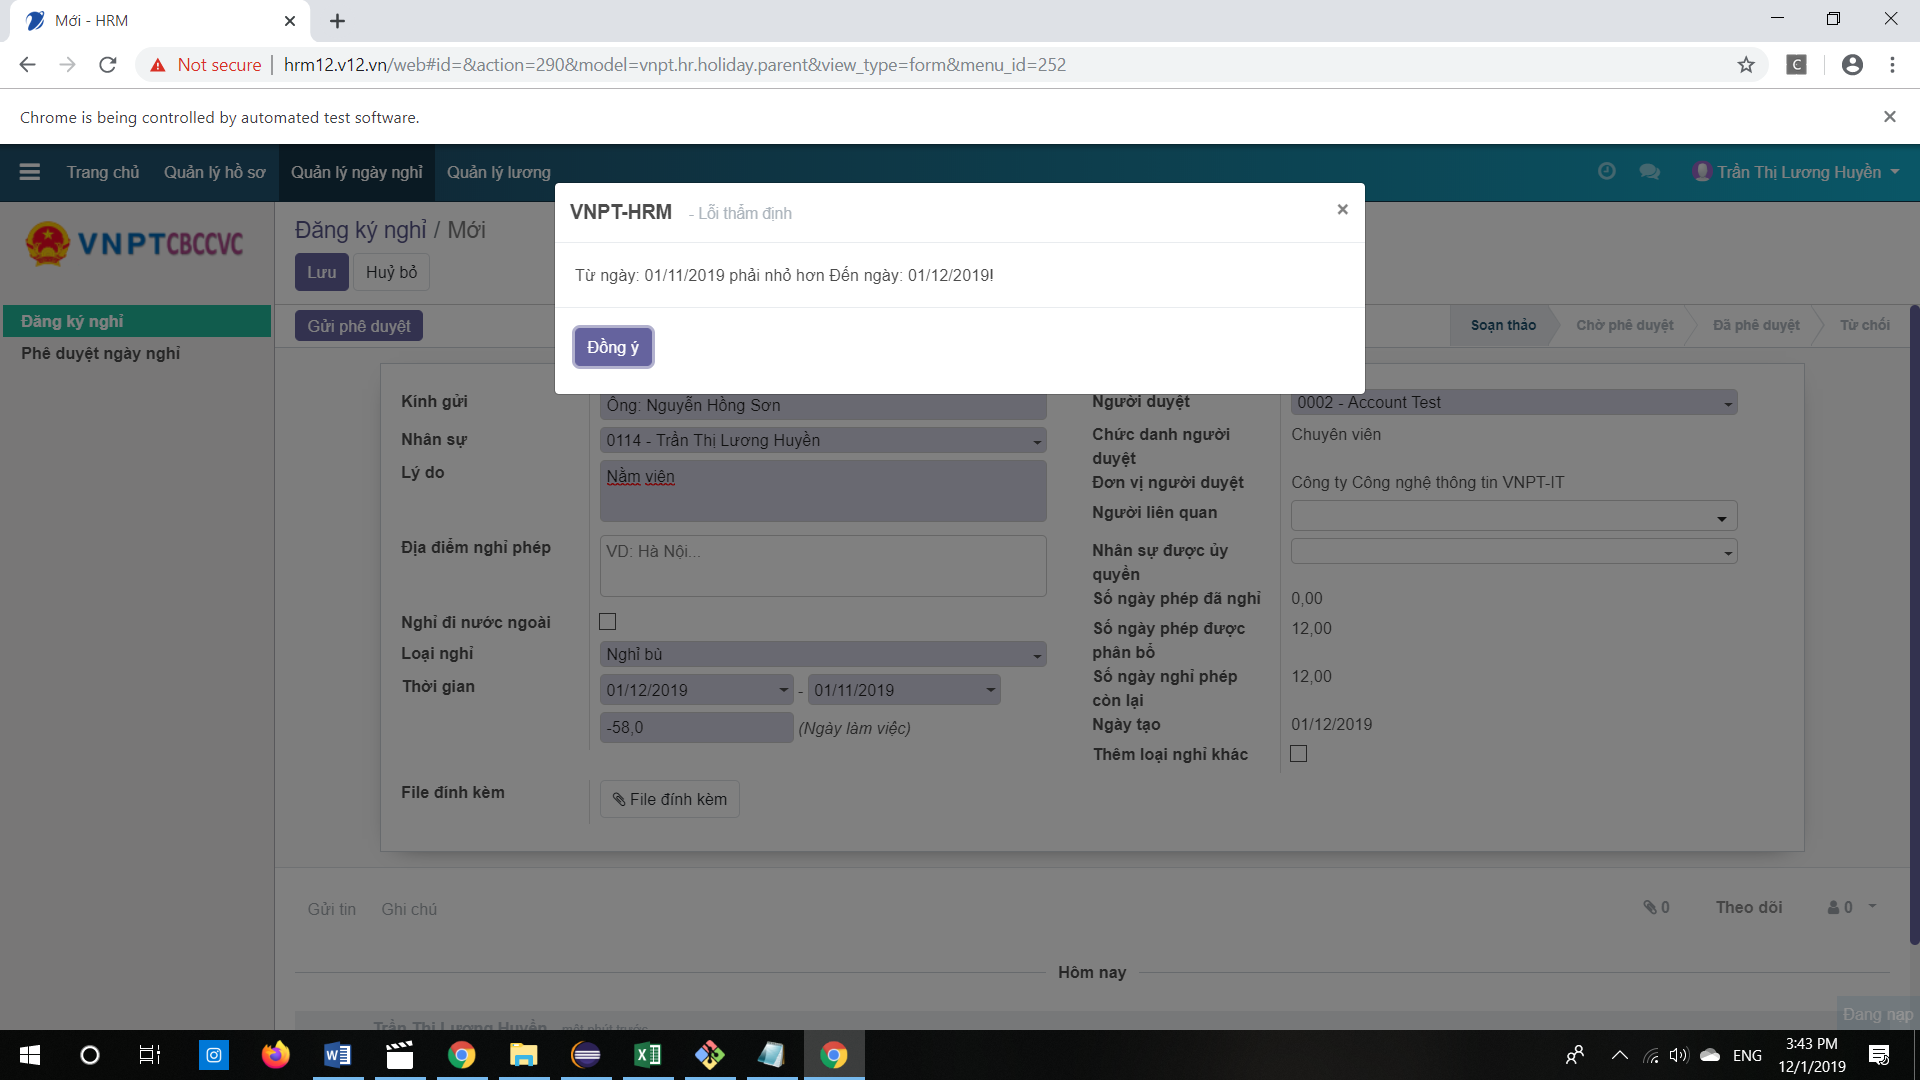 Mới - HRM
Not secure
hrm12.v12.vn/web#id=&action=290&model=vnpt.hr.holiday.parent&view_type=form&menu_id=252
C
Chrome is being controlled by automated test software.
Trang chủ
Quản lý hồ sơ
Quản lý ngày nghỉ
Quản lý lương
Trần Thị Lương Huyền
VNPT-HRM - Lỗi thẩm định
Từ ngày: 01/11/2019 phải nhỏ hơn Đến ngày: 01/12/2019!
Đồng ý
VNPTCBCCVC
Đăng ký nghỉ
Phê duyệt ngày nghỉ
Đăng ký nghỉ / Mới
Lưu
Huỷ bỏ
Gửi phê duyệt
Soạn thảo
Chờ phê duyệt
Đã phê duyệt
Từ chối
Kính gửi
Ông: Nguyễn Hồng Sơn
Nhân sự
0114 - Trần Thị Lương Huyền
Lý do
Nằm viện
Địa điểm nghỉ phép
VD: Hà Nội...
Nghỉ đi nước ngoài
Loại nghỉ
Nghỉ bù
Thời gian
01/12/2019 - 01/11/2019
-58,0 (Ngày làm việc)
File đính kèm
File đính kèm
Người duyệt
0002 - Account Test
Chức danh người duyệt
Chuyên viên
Đơn vị người duyệt
Công ty Công nghệ thông tin VNPT-IT
Người liên quan
Nhân sự được ủy quyền
Số ngày phép đã nghỉ
0,00
Số ngày phép được phân bổ
12,00
Số ngày nghỉ phép còn lại
12,00
Ngày tạo
01/12/2019
Thêm loại nghỉ khác
Gửi tin
Ghi chú
0
Theo dõi
0
Hôm nay
Trần Thị Lương Huyền - một phút trước
Đang nạp
ENG
3:43 PM
12/1/2019